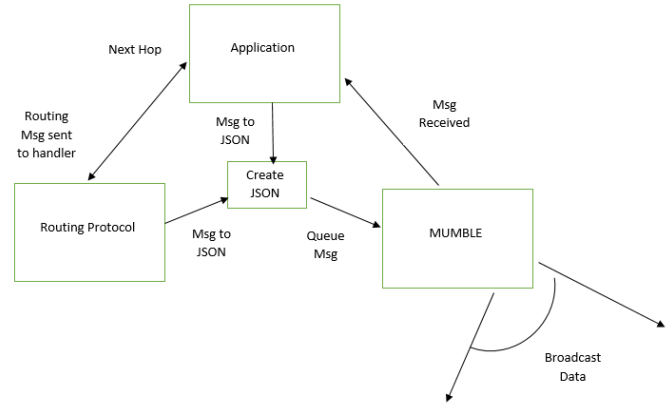 Application
Next Hop
Routing
Msg sent
to handler
Msg to
JSON
Msg
Received
Create
JSON
Routing Protocol
Msg to
JSON
Queue
Msg
MUMBLE
Broadcast
Data